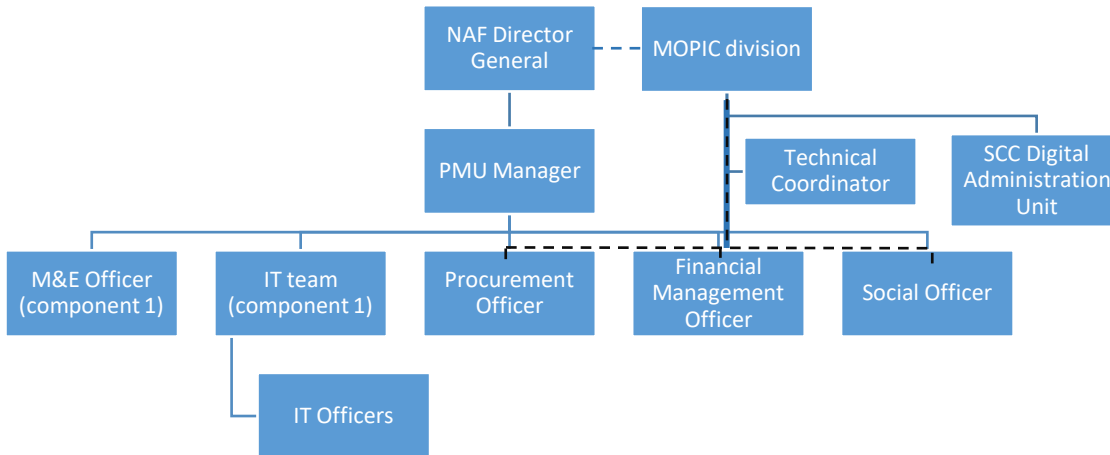 NAF Director
General
MOPIC division
PMU Manager
Technical
Coordinator
SCC Digital
Administration
Unit
M&E Officer
(component 1)
IT team
(component 1)
Procurement
Officer
Financial
Management
Officer
Social Officer
IT Officers